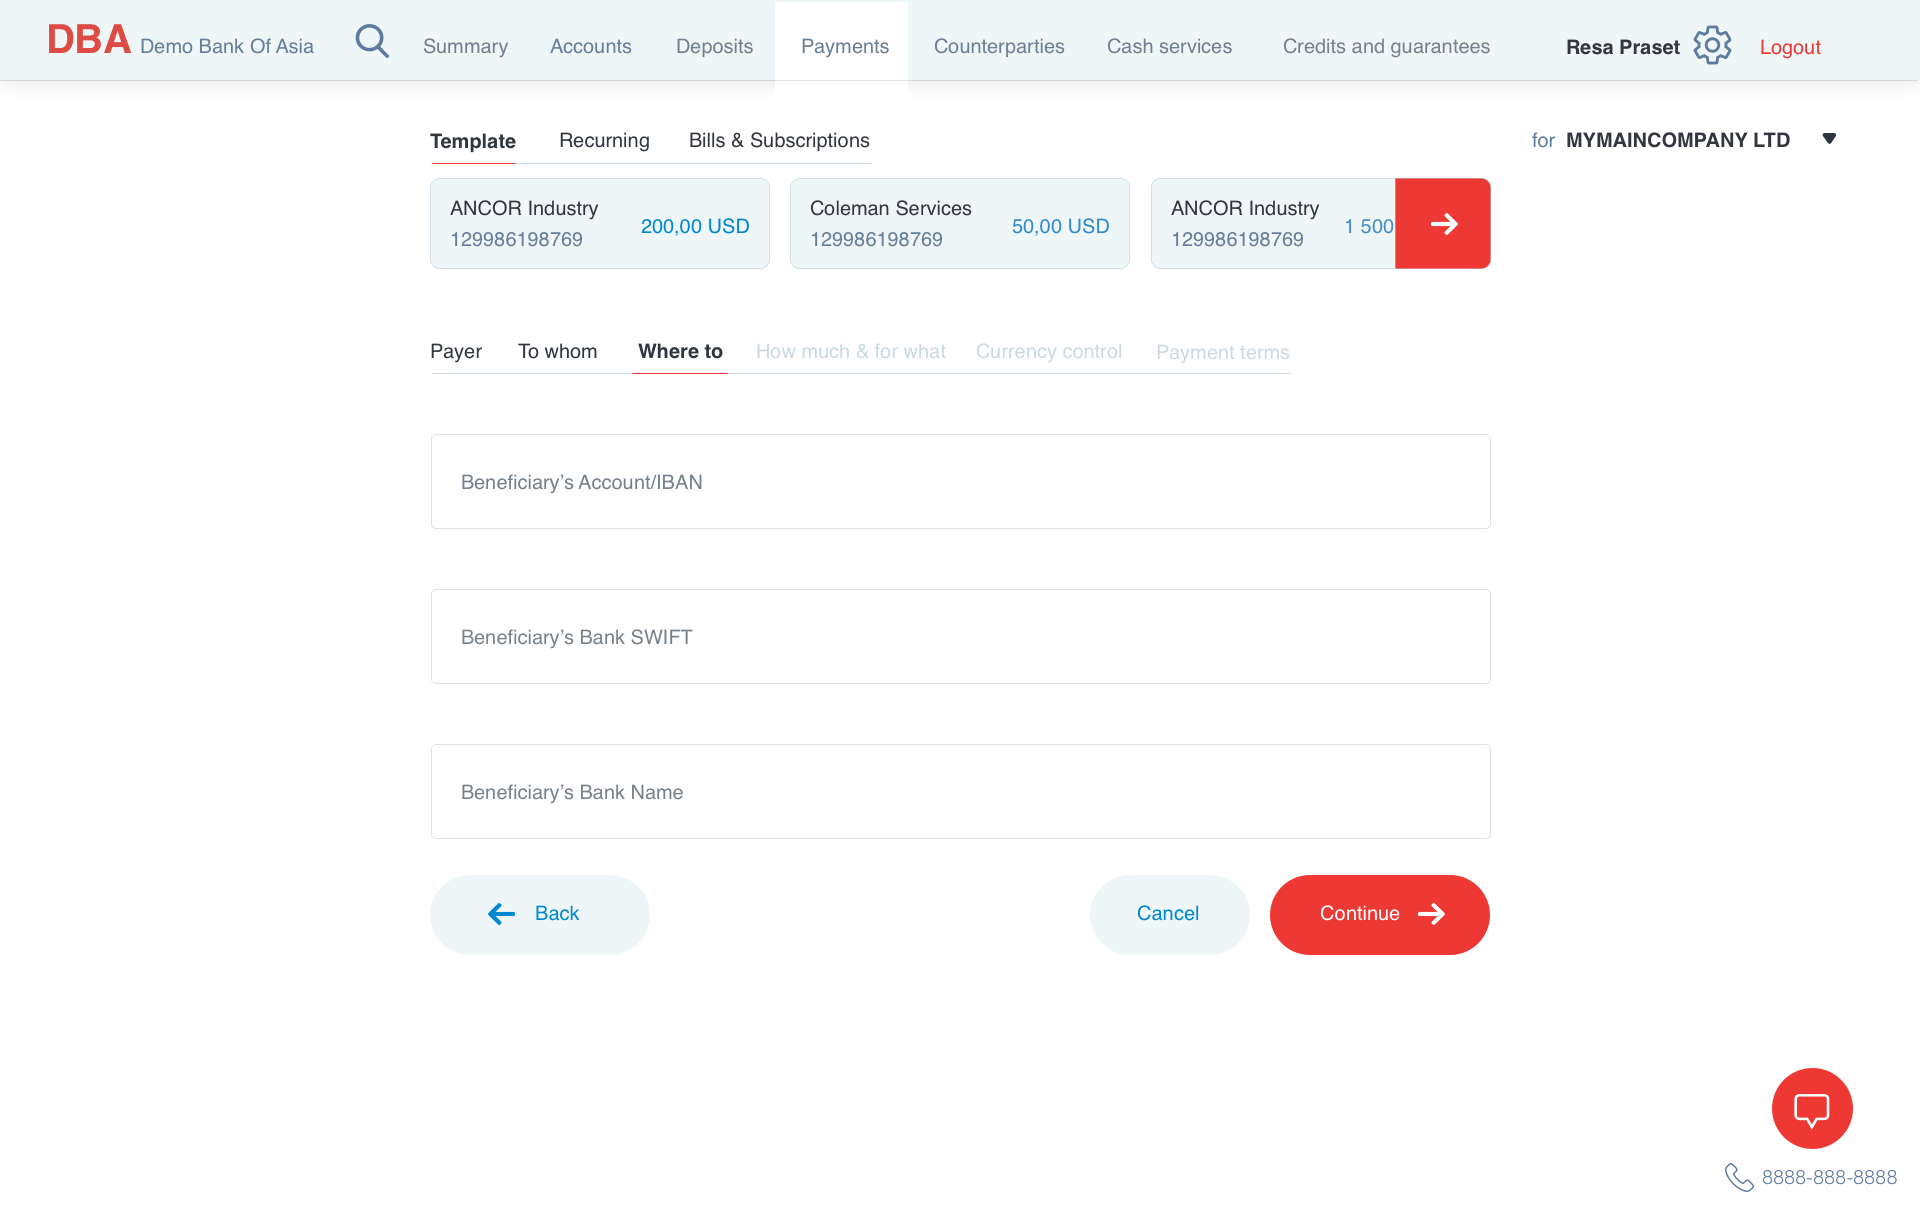 DBA Demo Bank Of Asia Summary Accounts Deposits Payments Counterparties Cash services Credits and guarantees Resa Praset Logout
Template Recurring Bills & Subscriptions for MYMAINCOMPANY LTD
ANCOR Industry
129986198769
200,00 USD
Coleman Services
129986198769
50,00 USD
ANCOR Industry
129986198769
1 500
Payer To whom Where to How much & for what Currency control Payment terms
Beneficiary’s Account/IBAN
Beneficiary’s Bank SWIFT
Beneficiary’s Bank Name
Back Cancel Continue
8888-888-8888